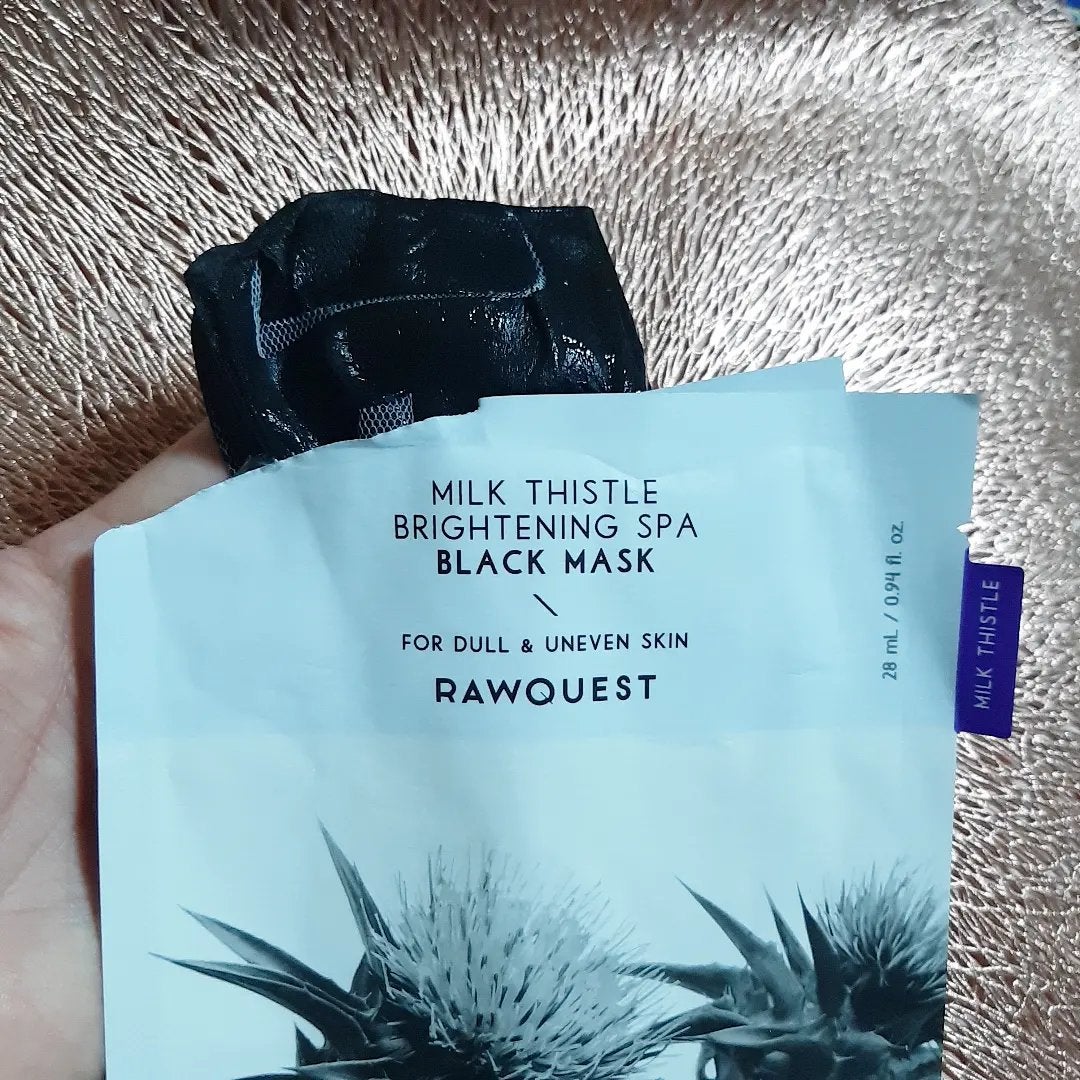 MILK THISTLE
BRIGHTENING SPA
BLACK MASK
\
FOR DULL & UNEVEN SKIN
RAWQUEST
28 mL / 0.94 fl. oz.
MILK THISTLE